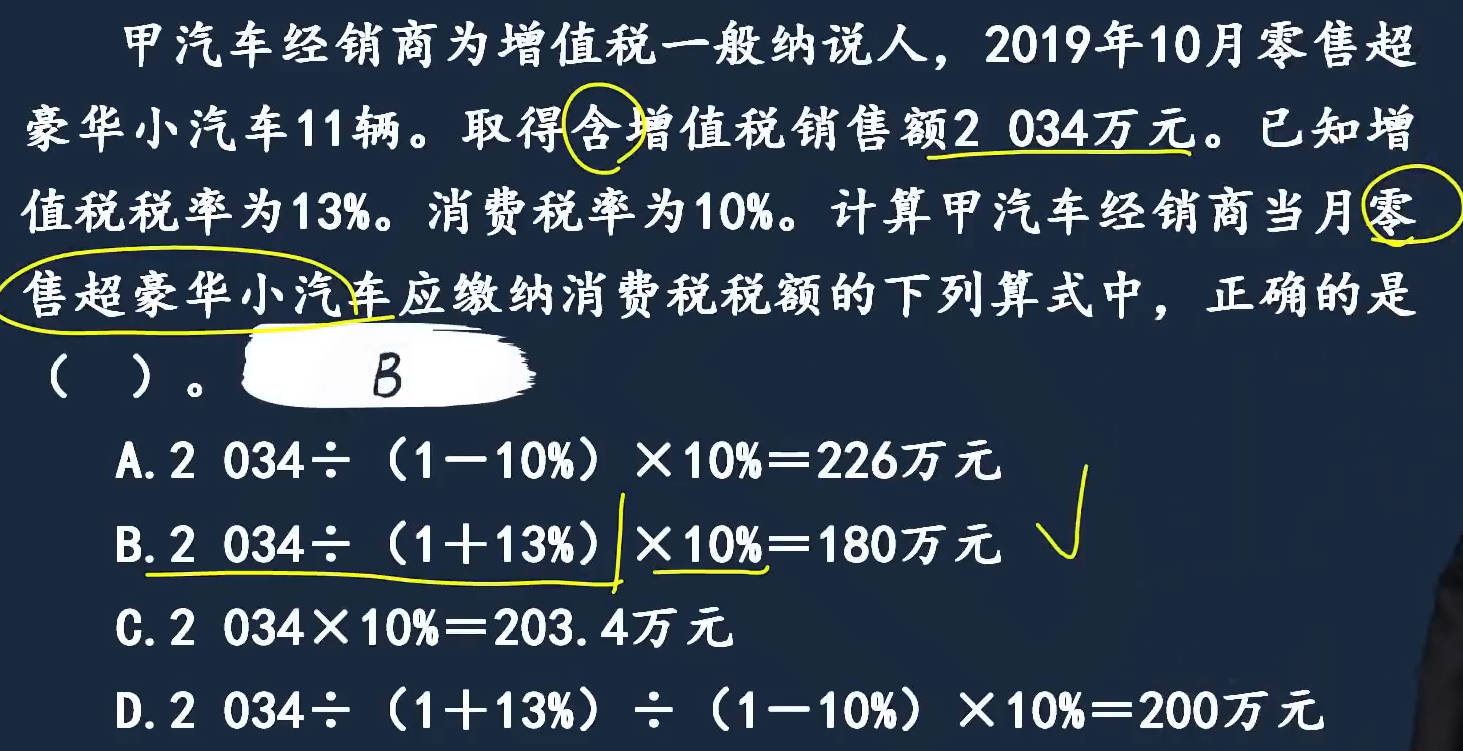 甲汽车经销商为增值税一般纳说人，2019年10月零售超
豪华小汽车11辆。取得含增值税销售额2 034万元。已知增
值税税率为13%。消费税率为10%。计算甲汽车经销商当月零
售超豪华小汽车应缴纳消费税税额的下列算式中，正确的是
（ ）。 B
A.2 034÷（1－10%）×10%＝226万元
B.2 034÷（1＋13%）×10%＝180万元
C.2 034×10%＝203.4万元
D.2 034÷（1＋13%）÷（1－10%）×10%＝200万元